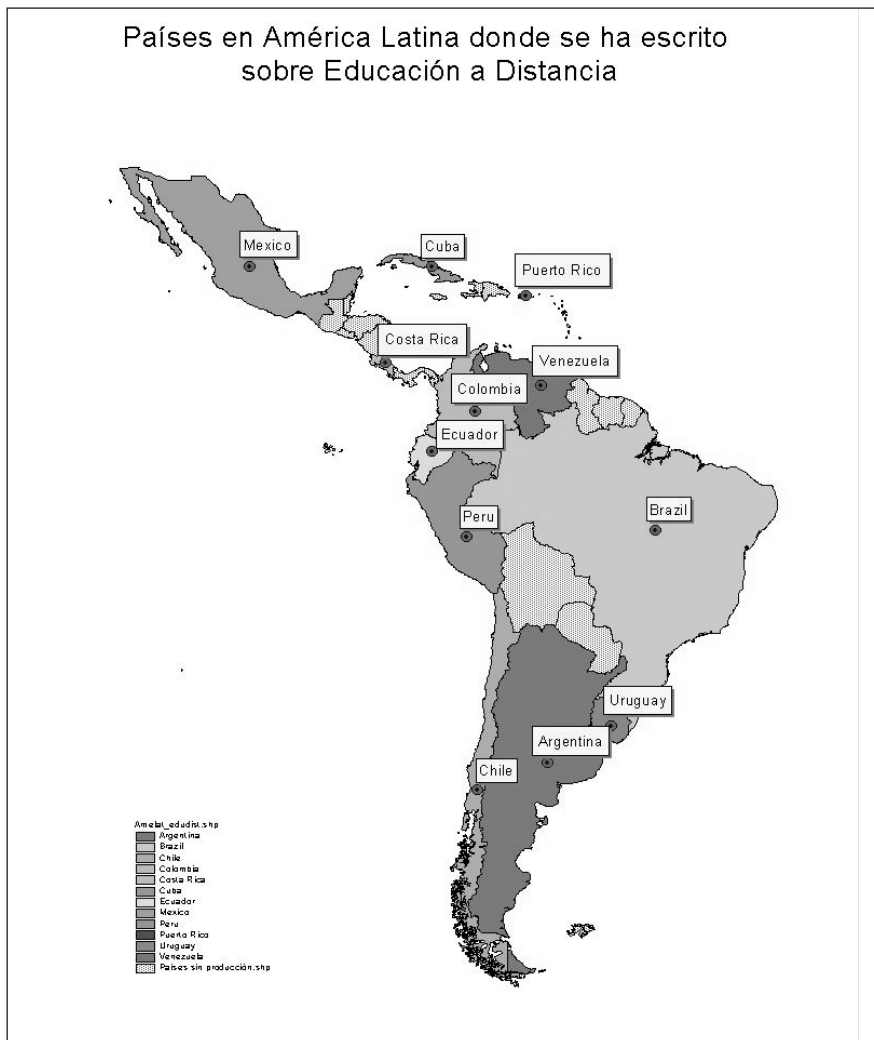 Países en América Latina donde se ha escrito
sobre Educación a Distancia
Mexico
Cuba
Puerto Rico
Costa Rica
Venezuela
Colombia
Ecuador
Peru
Brazil
Uruguay
Argentina
Chile
Amelat_edudist.shp
Argentina
Brazil
Chile
Colombia
Costa Rica
Cuba
Ecuador
Mexico
Peru
Puerto Rico
Uruguay
Venezuela
Países sin producción.shp